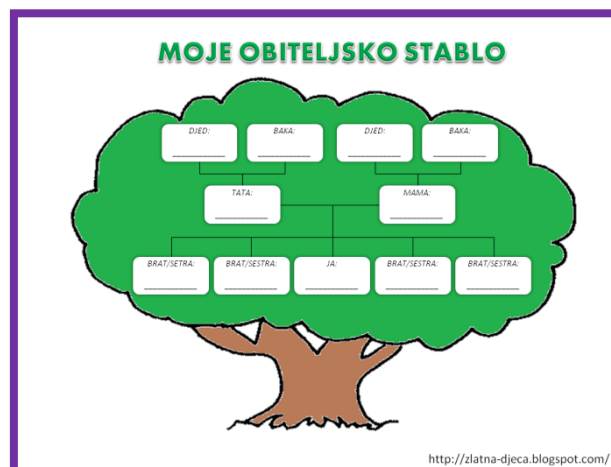 MOJE OBITELJSKO STABLO
DJED: BAKA: DJED: BAKA:
TATA: MAMA:
BRAT/SETRA: BRAT/SESTRA: JA: BRAT/SESTRA: BRAT/SESTRA:
http://zlatna-djeca.blogspot.com/